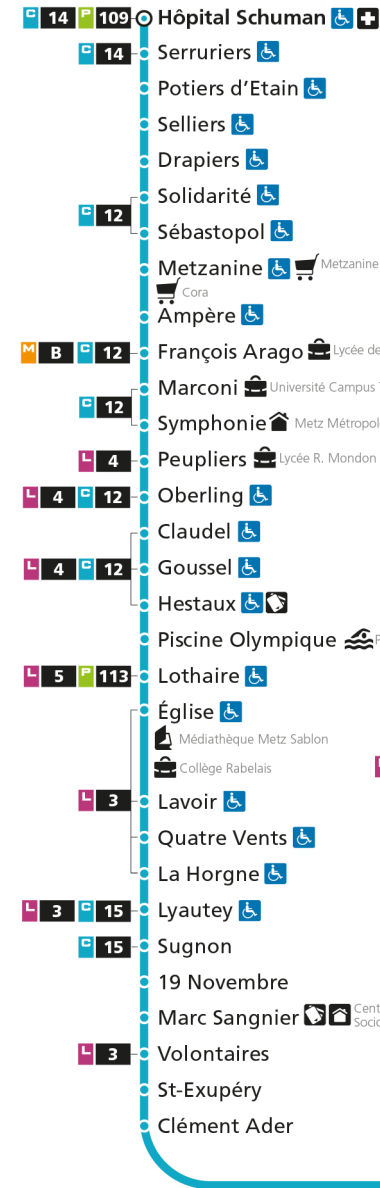 C 14 P 109 Hôpital Schuman
C 14 Serruriers
Potiers d'Etain
Selliers
Drapiers
Solidarité
C 12
Sébastopol
Metzanine Metzanine
Cora
Ampère
M B C 12 François Arago Lycée de
Marconi Université Campus
C 12
Symphonie Metz Métropol
L 4 Peupliers Lycée R. Mondon
L 4 C 12 Oberling
Claudel
L 4 C 12 Goussel
Hestaux
Piscine Olympique P
L 5 P 113 Lothaire
Église
Médiathèque Metz Sablon
Collège Rabelais
L 3 Lavoir
Quatre Vents
La Horgne
L 3 C 15 Lyautey
C 15 Sugnon
19 Novembre
Marc Sangnier Cent
Socio
L 3 Volontaires
St-Exupéry
Clément Ader